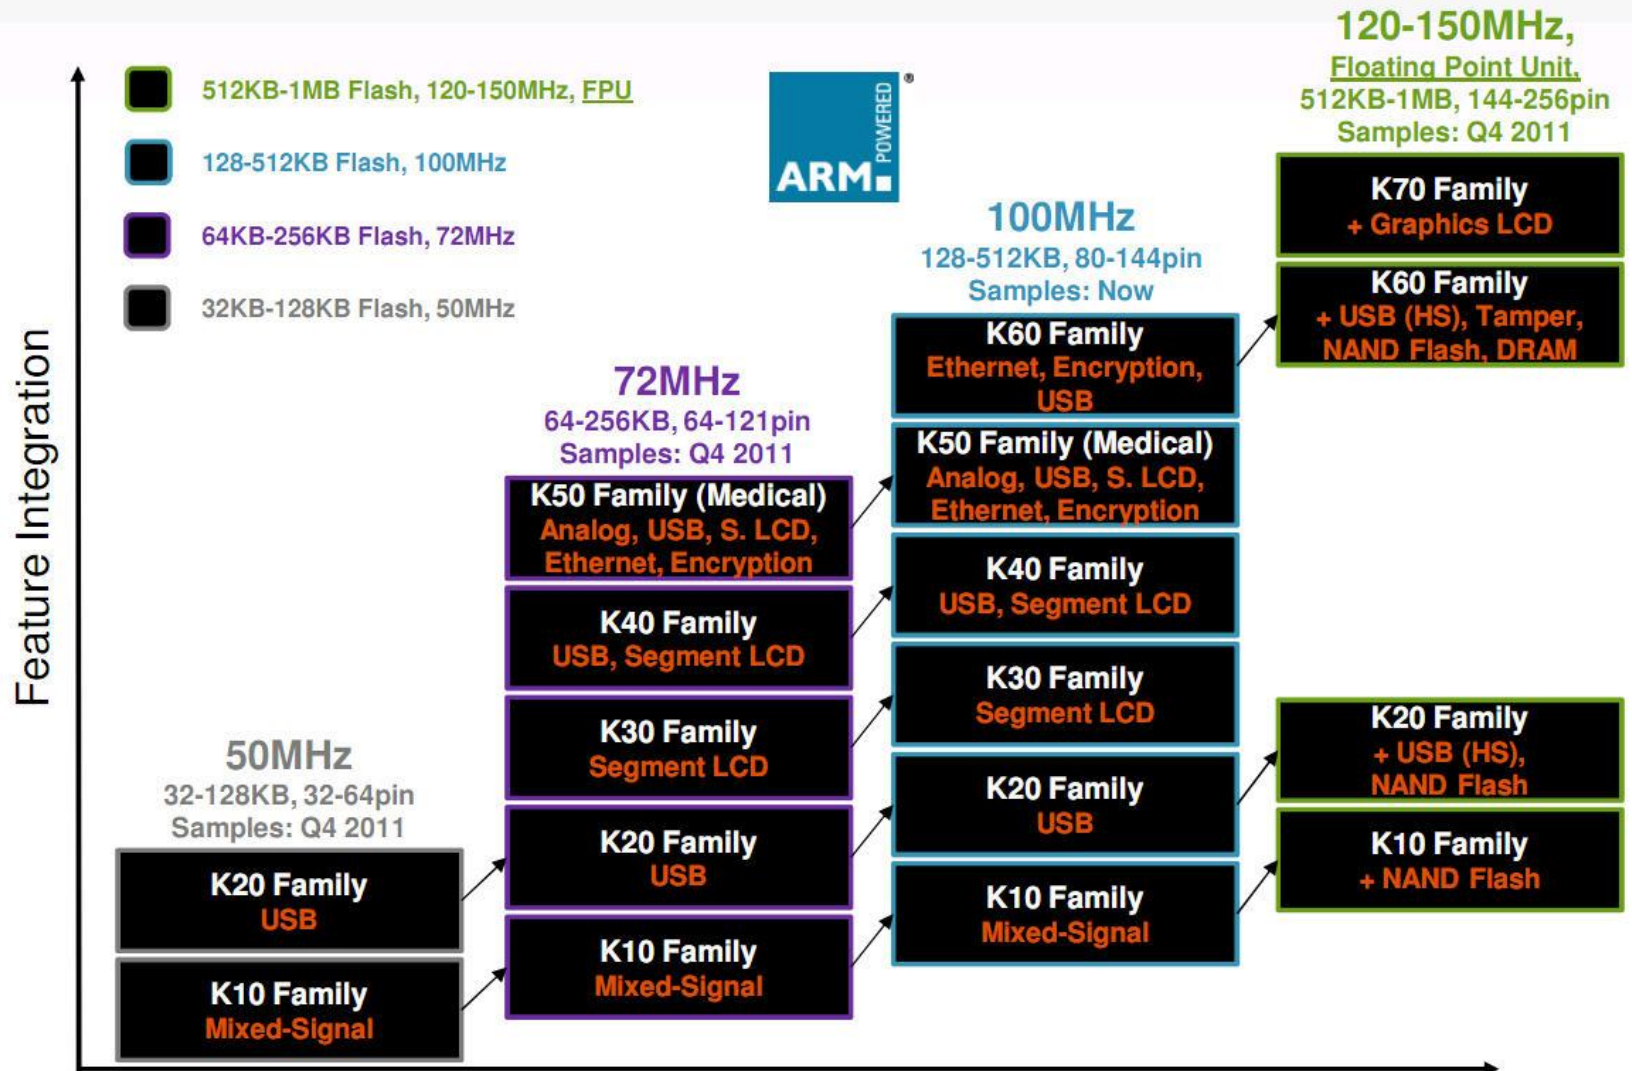 512KB-1MB Flash, 120-150MHz, FPU
128-512KB Flash, 100MHz
64KB-256KB Flash, 72MHz
32KB-128KB Flash, 50MHz
ARM POWERED ®
Feature Integration
50MHz
32-128KB, 32-64pin
Samples: Q4 2011
K20 Family
USB
K10 Family
Mixed-Signal
72MHz
64-256KB, 64-121pin
Samples: Q4 2011
K50 Family (Medical)
Analog, USB, S. LCD,
Ethernet, Encryption
K40 Family
USB, Segment LCD
K30 Family
Segment LCD
K20 Family
USB
K10 Family
Mixed-Signal
100MHz
128-512KB, 80-144pin
Samples: Now
K60 Family
Ethernet, Encryption,
USB
K50 Family (Medical)
Analog, USB, S. LCD,
Ethernet, Encryption
K40 Family
USB, Segment LCD
K30 Family
Segment LCD
K20 Family
USB
K10 Family
Mixed-Signal
120-150MHz,
Floating Point Unit,
512KB-1MB, 144-256pin
Samples: Q4 2011
K70 Family
+ Graphics LCD
K60 Family
+ USB (HS), Tamper,
NAND Flash, DRAM
K20 Family
+ USB (HS),
NAND Flash
K10 Family
+ NAND Flash